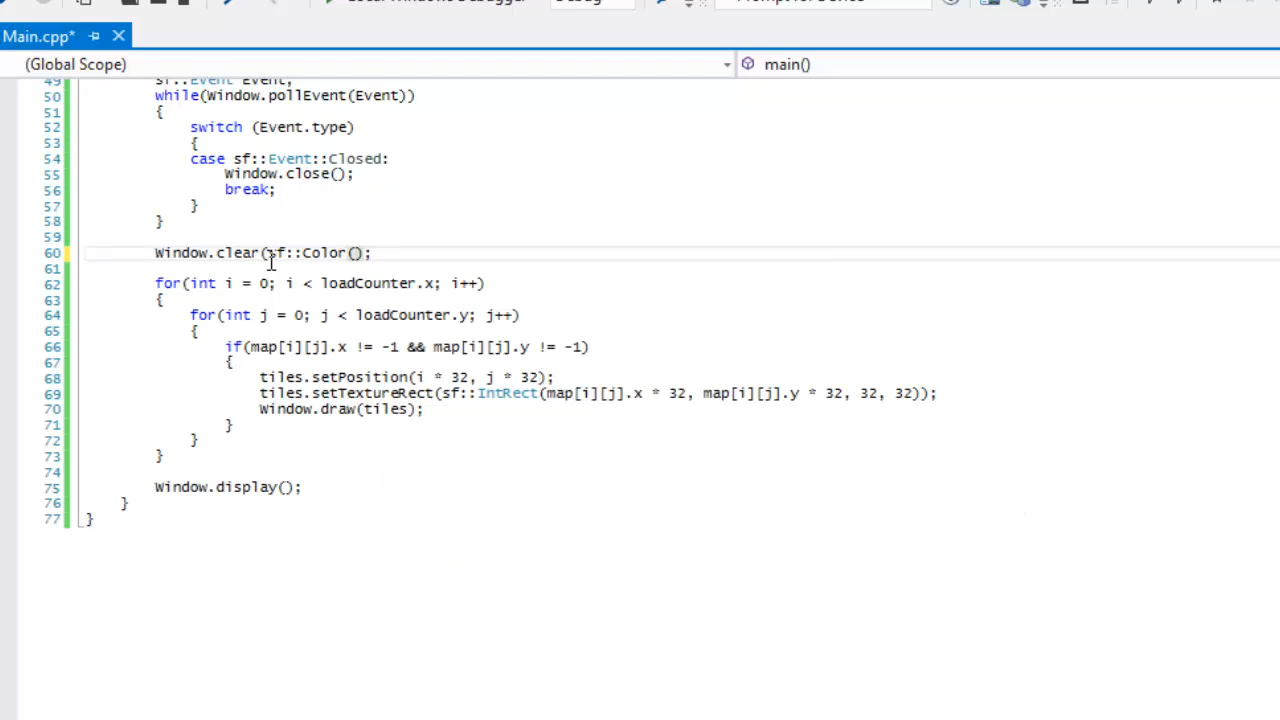 Main.cpp*
(Global Scope) main()
49 sf::Event Event;
50 while(Window.pollEvent(Event))
51 {
52 switch (Event.type)
53 {
54 case sf::Event::Closed:
55 Window.close();
56 break;
57 }
58 }
59
60 Window.clear(sf::Color();
61
62 for(int i = 0; i < loadCounter.x; i++)
63 {
64 for(int j = 0; j < loadCounter.y; j++)
65 {
66 if(map[i][j].x != -1 && map[i][j].y != -1)
67 {
68 tiles.setPosition(i * 32, j * 32);
69 tiles.setTextureRect(sf::IntRect(map[i][j].x * 32, map[i][j].y * 32, 32, 32));
70 Window.draw(tiles);
71 }
72 }
73 }
74
75 Window.display();
76 }
77 }